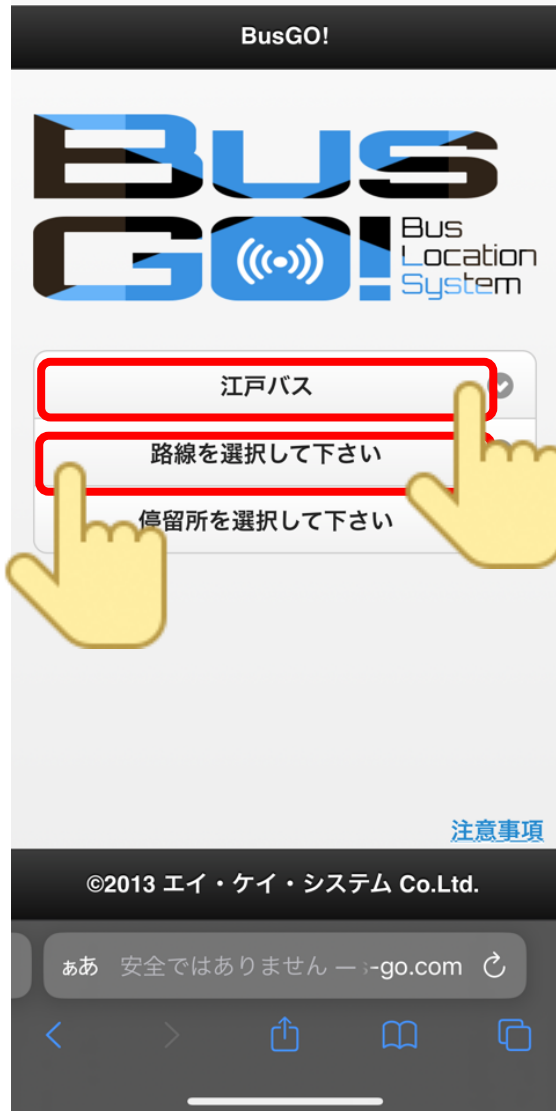 BusGO!
Bus
GO!
Bus
Location
System
江戸バス
路線を選択して下さい
停留所を選択して下さい
注意事項
©2013 エイ・ケイ・システム Co.Ltd.
ぁあ 安全ではありません — -go.com